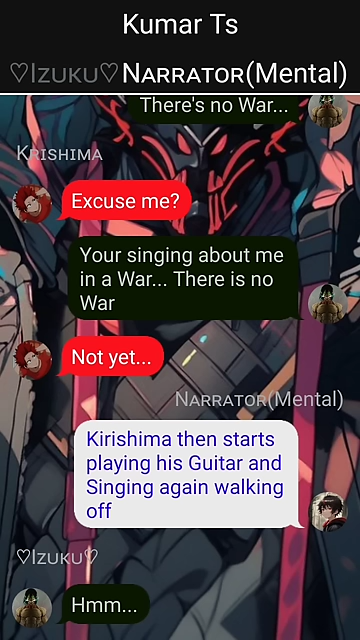 Kumar Ts
♡Izuku♡ Narrator(Mental)
There's no War...
Krishima
Excuse me?
Your singing about me
in a War... There is no
War
Not yet...
Narrator(Mental)
Kirishima then starts
playing his Guitar and
Singing again walking
off
♡Izuku♡
Hmm...